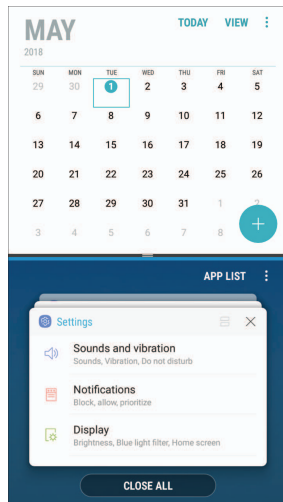 MAY
TODAY VIEW
2018
SUN MON TUE WED THU FRI SAT
29 30 1 2 3 4 5
6 7 8 9 10 11 12
13 14 15 16 17 18 19
20 21 22 23 24 25 26
27 28 29 30 31 1 2
3 4 5 6 7 8
APP LIST
Settings
Sounds and vibration
Sounds, Vibration, Do not disturb
Notifications
Block, allow, prioritize
Display
Brightness, Blue light filter, Home screen
CLOSE ALL